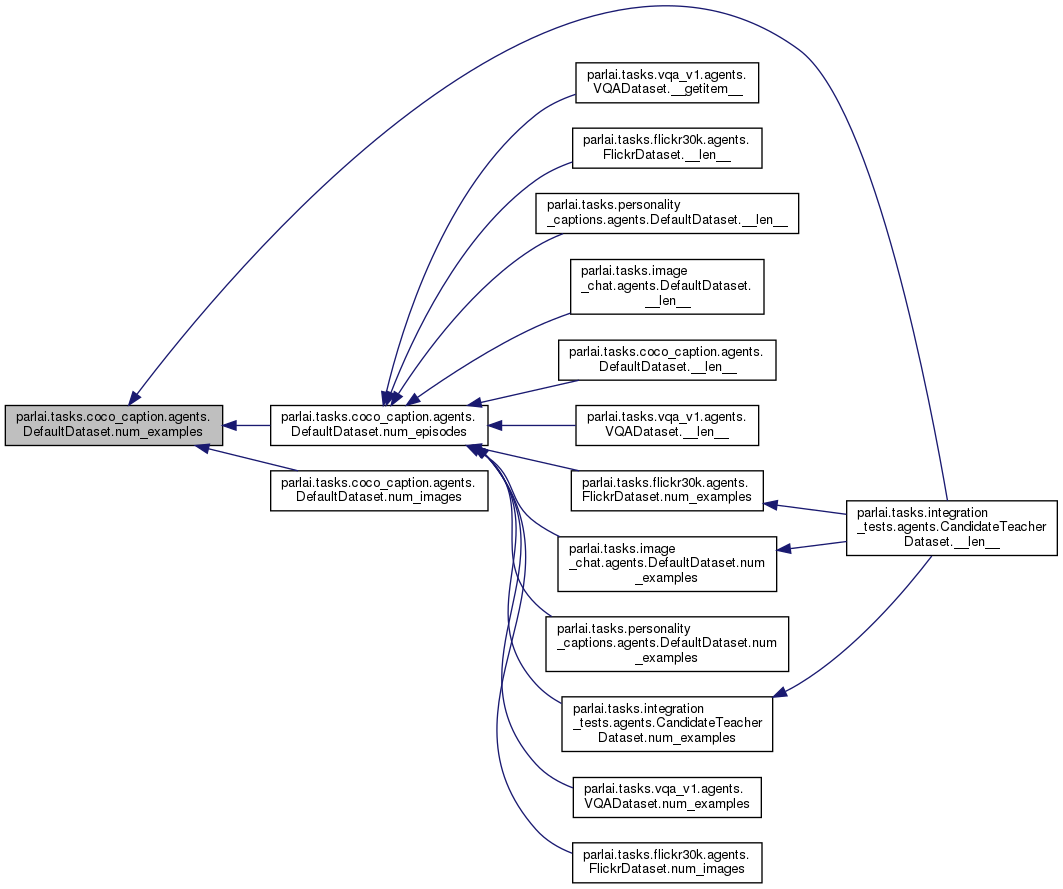 parlai.tasks.vqa_v1.agents.
VQADataset.__getitem__
parlai.tasks.flickr30k.agents.
FlickrDataset.__len__
parlai.tasks.personality
_captions.agents.DefaultDataset.__len__
parlai.tasks.image
_chat.agents.DefaultDataset.
__len__
parlai.tasks.coco_caption.agents.
DefaultDataset.__len__
parlai.tasks.coco_caption.agents.
DefaultDataset.num_examples
parlai.tasks.coco_caption.agents.
DefaultDataset.num_episodes
parlai.tasks.vqa_v1.agents.
VQADataset.__len__
parlai.tasks.coco_caption.agents.
DefaultDataset.num_images
parlai.tasks.flickr30k.agents.
FlickrDataset.num_examples
parlai.tasks.integration
_tests.agents.CandidateTeacher
Dataset.__len__
parlai.tasks.image
_chat.agents.DefaultDataset.num
_examples
parlai.tasks.personality
_captions.agents.DefaultDataset.num
_examples
parlai.tasks.integration
_tests.agents.CandidateTeacher
Dataset.num_examples
parlai.tasks.vqa_v1.agents.
VQADataset.num_examples
parlai.tasks.flickr30k.agents.
FlickrDataset.num_images